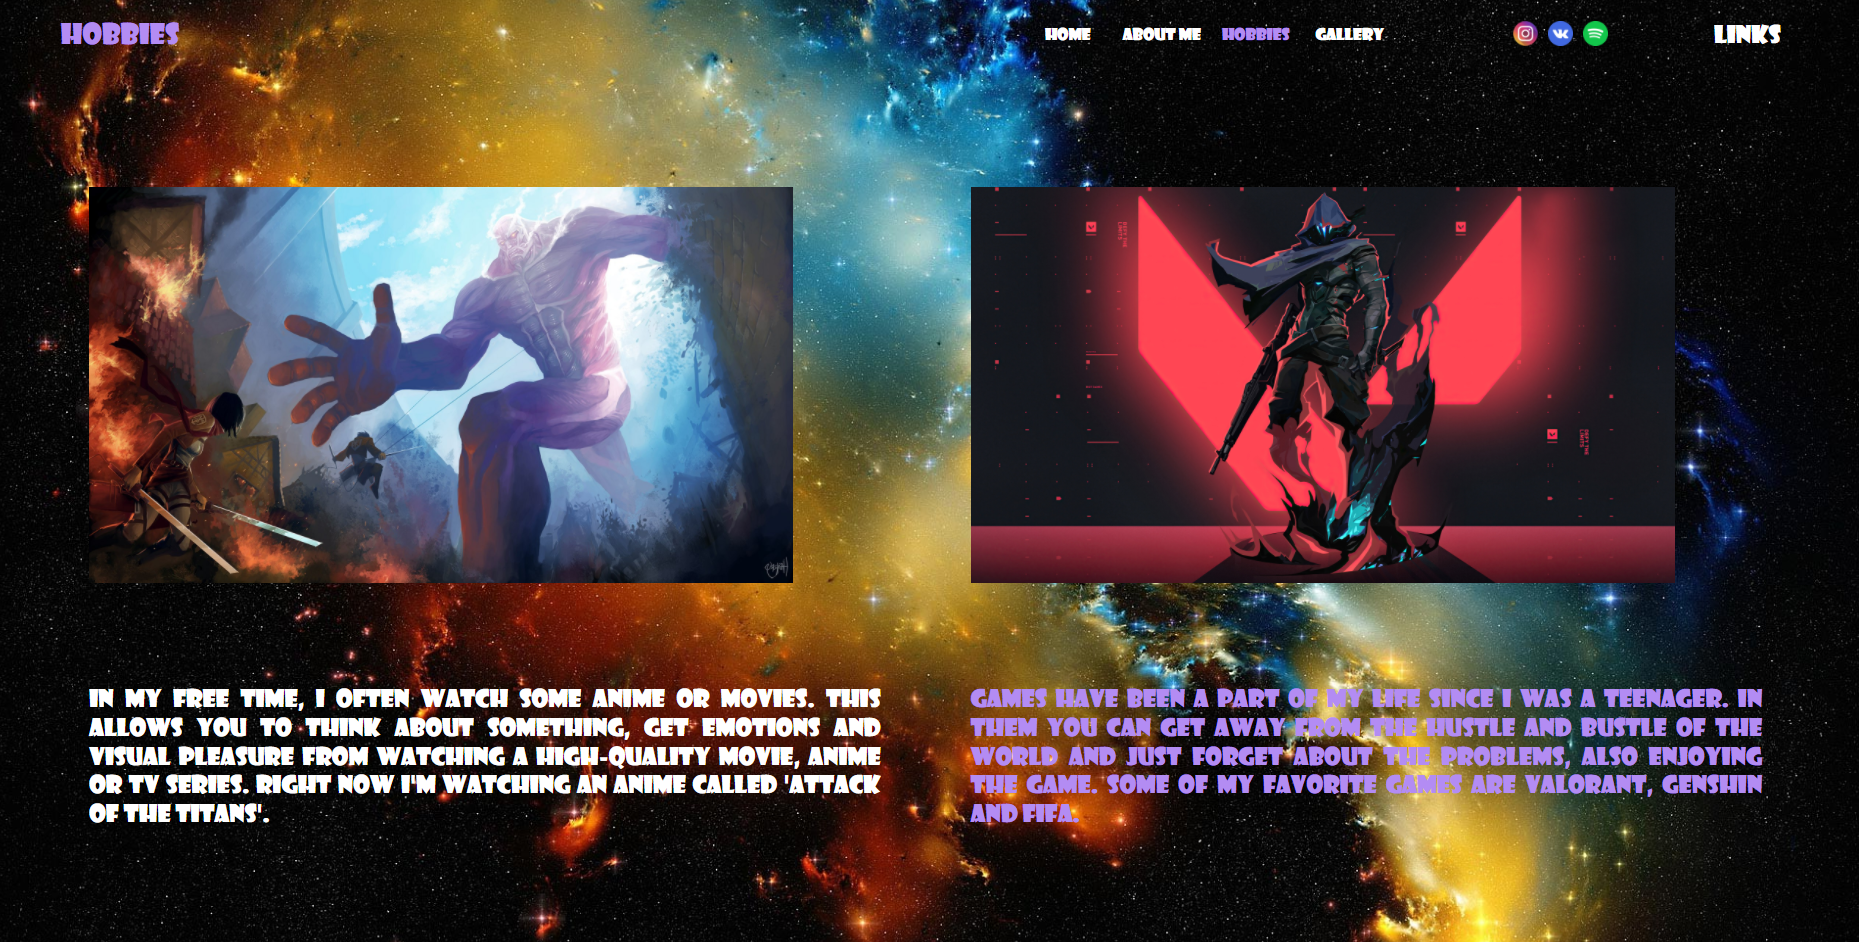 HOBBIES
HOME ABOUT ME HOBBIES GALLERY
LINKS
IN MY FREE TIME, I OFTEN WATCH SOME ANIME OR MOVIES. THIS
ALLOWS YOU TO THINK ABOUT SOMETHING, GET EMOTIONS AND
VISUAL PLEASURE FROM WATCHING A HIGH-QUALITY MOVIE, ANIME
OR TV SERIES. RIGHT NOW I'M WATCHING AN ANIME CALLED 'ATTACK
OF THE TITANS'.
GAMES HAVE BEEN A PART OF MY LIFE SINCE I WAS A TEENAGER. IN
THEM YOU CAN GET AWAY FROM THE HUSTLE AND BUSTLE OF THE
WORLD AND JUST FORGET ABOUT THE PROBLEMS, ALSO ENJOYING
THE GAME. SOME OF MY FAVORITE GAMES ARE VALORANT, GENSHIN
AND FIFA.